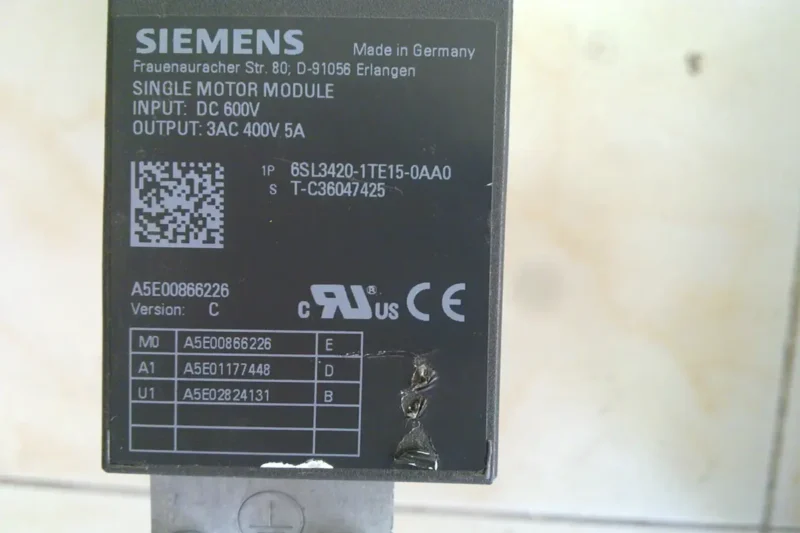 SIEMENS Made in Germany
Frauenauracher Str. 80; D-91056 Erlangen
SINGLE MOTOR MODULE
INPUT: DC 600V
OUTPUT: 3AC 400V 5A
1P 6SL3420-1TE15-0AA0
S T-C36047425
A5E00866226
Version: C
C RU® US CE
M0 A5E00866226 E
A1 A5E01177448 D
U1 A5E02824131 B